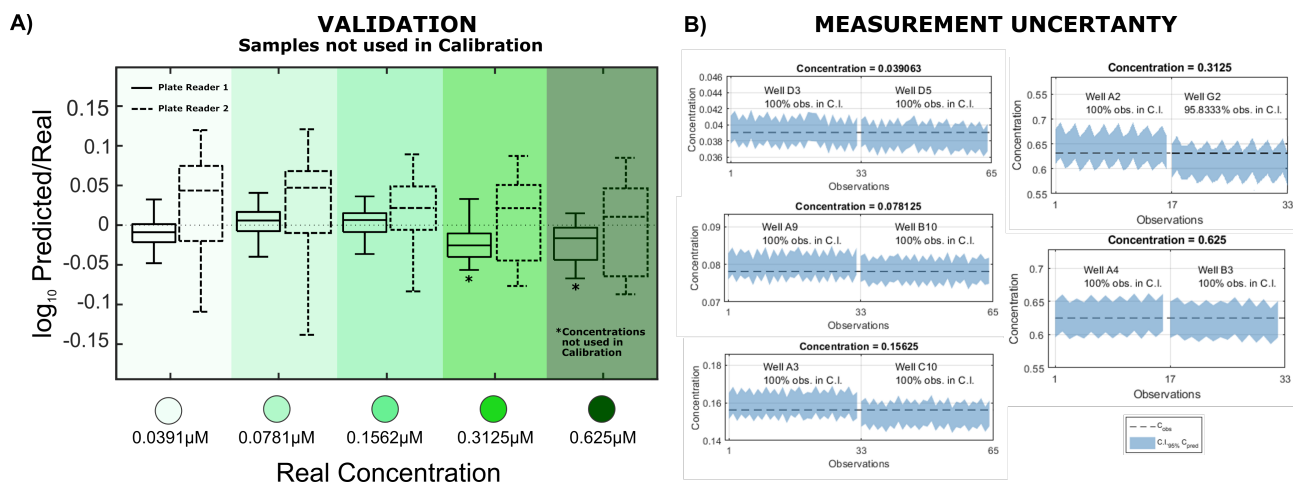 A)
VALIDATION
Samples not used in Calibration
Plate Reader 1
Plate Reader 2
log10 Predicted/Real
0.15
0.1
0.05
0
-0.05
-0.1
-0.15
*
*
*Concentrations
not used in
Calibration
0.0391µM
0.0781µM
0.1562µM
0.3125µM
0.625µM
Real Concentration
B)
MEASUREMENT UNCERTANTY
Concentration = 0.039063
Concentration
0.046
0.04
0.04
0.036
Well D3
100% obs. in C.I.
Well D5
100% obs. in C.I.
1
33
65
Observations
Concentration = 0.078125
Concentration
0.09
0.08
0.07
Well A9
100% obs. in C.I.
Well B10
100% obs. in C.I.
1
33
65
Observations
Concentration = 0.15625
Concentration
0.18
0.16
0.14
Well A3
100% obs. in C.I.
Well C10
100% obs. in C.I.
1
33
65
Observations
Concentration = 0.3125
Concentration
0.55
0.7
0.65
0.6
0.55
Well A2
100% obs. in C.I.
Well G2
95.8333% obs. in C.I.
1
17
33
Observations
Concentration = 0.625
Concentration
0.7
0.65
0.6
Well A4
100% obs. in C.I.
Well B3
100% obs. in C.I.
1
17
33
Observations
Cobs
C.I.95% Cpred